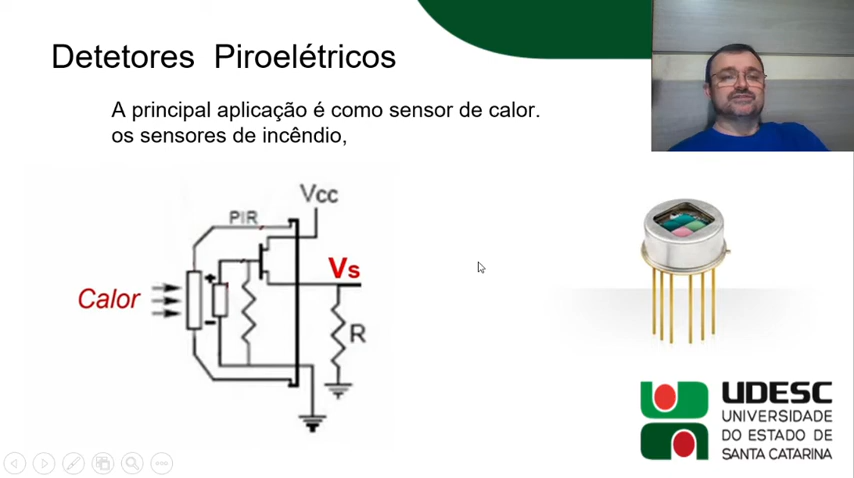 Detetores Piroelétricos
A principal aplicação é como sensor de calor.
os sensores de incêndio,
Vcc
PIR
Vs
+
Calor
-
R
UDESC
UNIVERSIDADE
DO ESTADO DE
SANTA CATARINA